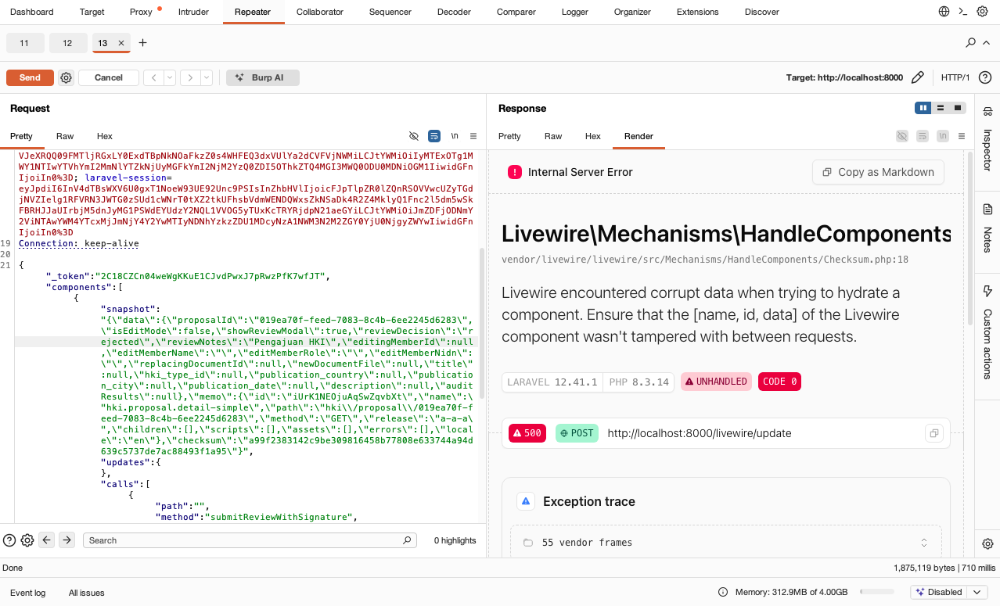 Dashboard Target Proxy Intruder Repeater Collaborator Sequencer Decoder Comparer Logger Organizer Extensions Discover
11 12 13 × +
Send Cancel < > Burp AI Target: http://localhost:8000 HTTP/1
Request
Pretty Raw Hex \n
VJeXRQQ09FMTljRGxLY0ExdTBpNkNOaFkzZ0s4WHFEQ3dxVUlYa2dCVFVjNWMiLCJtYWMiOiIyMTExOTg1M
WY1NTIwYTVhYmI2MmNlYTZkNjUyMGFkYmI2NjM2YzQ0ZDI5OThkZTQ4MGI3MWQ0ODU0MDNiOGM1IiwidGFn
IjoiIn0%3D; laravel-session=
eyJpdiI6InV4dTBsWXV6U0gxT1NoeW93UE92Unc9PSIsInZhbHVlIjoicFJpTlpZR0lZQnRSOVVwcUZyTGd
jNVZIelg1RFVRN3JWTG0zSUd1cWNrT0tXZ2tkUFhsbVdmWENDQWxsZkNSaDk4R2Z4MklyQ1Fnc2l5dm5wSk
FBRHJJaUIrbjM5dnJyMG1PSWdEYUdzY2NQL1VVOG5yTUxKcTRYRjdpN21aeGYiLCJtYWMiOiJmZDFjODNmY
2ViNTAwYWM4YTcxMjJmNjY4Y2YwMTIyNDNhYzkzZDU1MDcyNzA1NWM3N2M2ZGY0YjU0NjgyZWYwIiwidGFn
IjoiIn0%3D
19 Connection: keep-alive
20
21 {
"_token":"2C18CZCn04weWgKKuE1CJvdPwxJ7pRwzPfK7wfJT",
"components":[
{
"snapshot":
"{\"data\":{\"proposalId\":\"019ea70f-feed-7083-8c4b-6ee2245d6283\",
\"isEditMode\":false,\"showReviewModal\":true,\"reviewDecision\":\"r
ejected\",\"reviewNotes\":\"Pengajuan HKI\",\"editingMemberId\":null
,\"editMemberName\":\"\",\"editMemberRole\":\"\",\"editMemberNidn\":
\"\",\"replacingDocumentId\":null,\"newDocumentFile\":null,\"title\"
:null,\"hki_type_id\":null,\"publication_country\":null,\"publicatio
n_city\":null,\"publication_date\":null,\"description\":null,\"audit
Results\":null},\"memo\":{\"id\":\"iUrK1NEOjuAqSwZqvbXt\",\"name\":\
"hki.proposal.detail-simple\",\"path\":\"hki\\/proposal\\/019ea70f-f
eed-7083-8c4b-6ee2245d6283\",\"method\":\"GET\",\"release\":\"a-a-a\
",\"children\":[],\"scripts\":[],\"assets\":[],\"errors\":[],\"local
e\":\"en\"},\"checksum\":\"a99f2383142c9be309816458b77808e633744a94d
639c5737de7ac88493f1a95\"}",
"updates":{
},
"calls":[
{
"path":"",
"method":"submitReviewWithSignature",
Search 0 highlights
Response
Pretty Raw Hex Render \n
Internal Server Error Copy as Markdown
Livewire\Mechanisms\HandleComponents
vendor/livewire/livewire/src/Mechanisms/HandleComponents/Checksum.php:18
Livewire encountered corrupt data when trying to hydrate a
component. Ensure that the [name, id, data] of the Livewire
component wasn't tampered with between requests.
LARAVEL 12.41.1 PHP 8.3.14 UNHANDLED CODE 0
500 POST http://localhost:8000/livewire/update
Exception trace
55 vendor frames
Inspector
Notes
Custom actions
Done 1,875,119 bytes | 710 millis
Event log All issues Memory: 312.9MB of 4.00GB Disabled